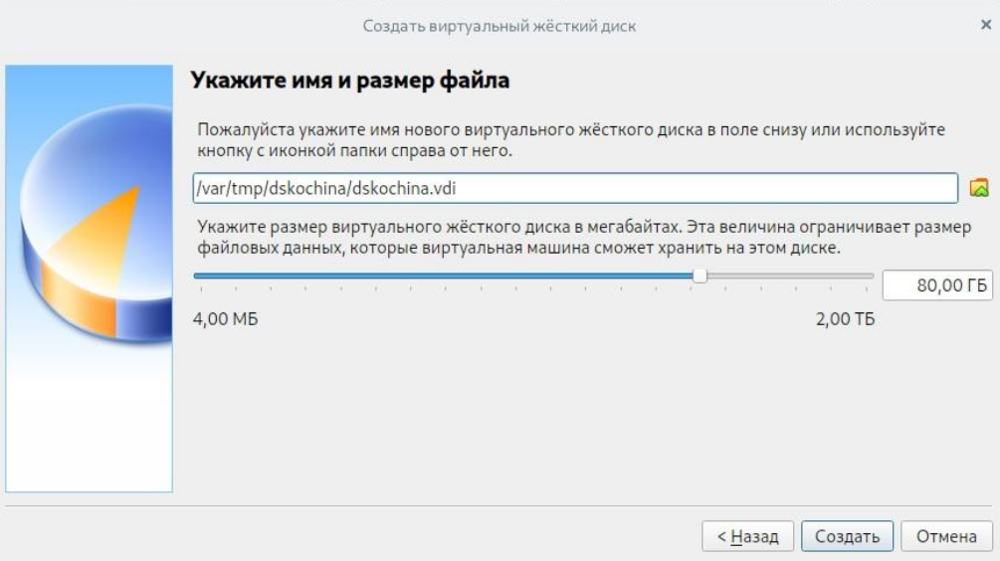 Создать виртуальный жёсткий диск
Укажите имя и размер файла
Пожалуйста укажите имя нового виртуального жёсткого диска в поле снизу или используйте
кнопку с иконкой папки справа от него.
/var/tmp/dskochina/dskochina.vdi
Укажите размер виртуального жёсткого диска в мегабайтах. Эта величина ограничивает размер
файловых данных, которые виртуальная машина сможет хранить на этом диске.
80,00 ГБ
4,00 МБ 2,00 ТБ
< Назад Создать Отмена